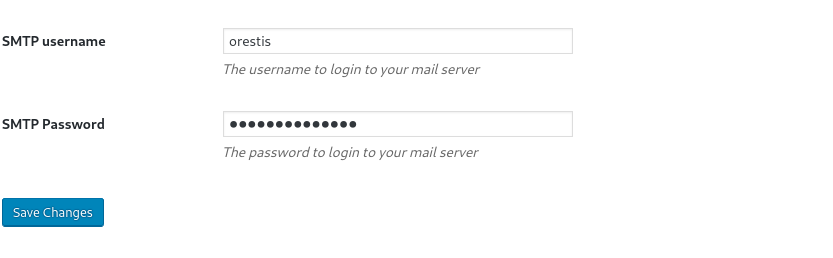 SMTP username
orestis
The username to login to your mail server
SMTP Password
●●●●●●●●●●●●●●
The password to login to your mail server
Save Changes